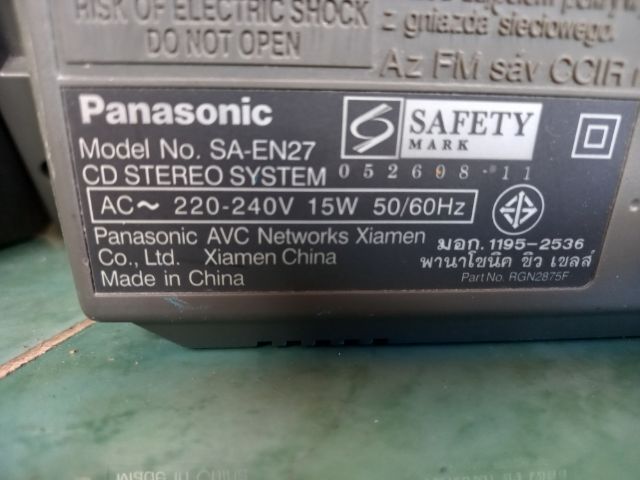 RISK OF ELECTRIC SHOCK
DO NOT OPEN
z gniazda sieciowego.
Az FM sáv CCIR
Panasonic
Model No. SA-EN27
CD STEREO SYSTEM
SAFETY
MARK
052698-11
AC～ 220-240V 15W 50/60Hz
Panasonic AVC Networks Xiamen
Co., Ltd. Xiamen China
Made in China
มอก. 1195-2536
พานาโซนิค ซิว เซลส์
Part No. RGN2875F